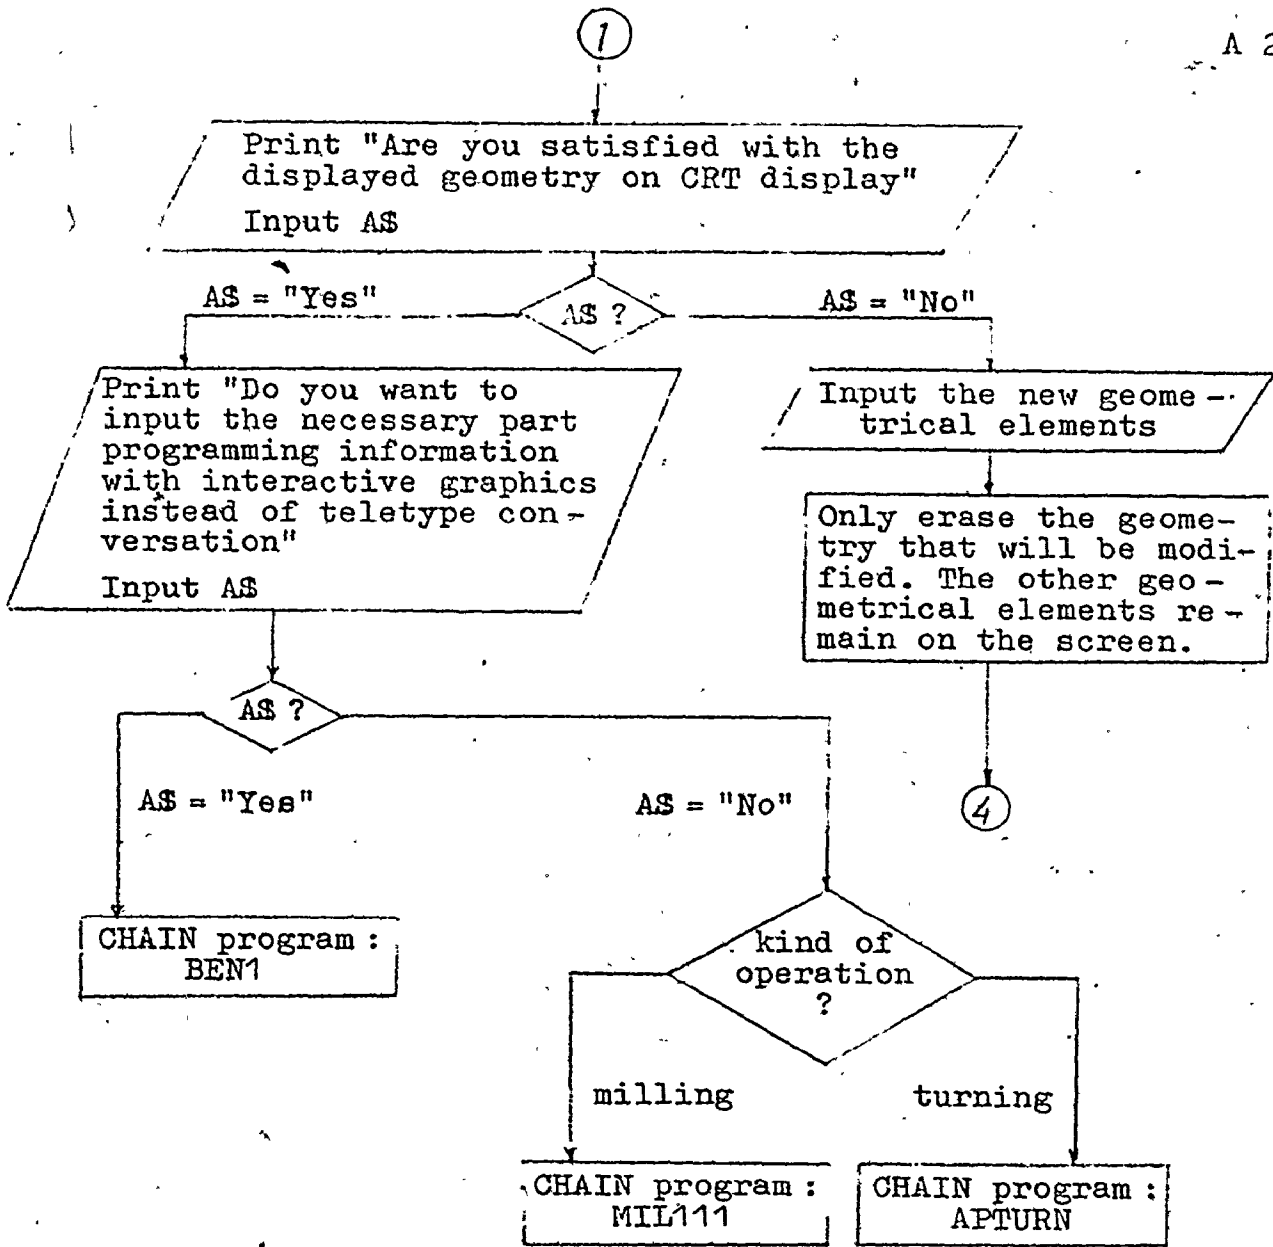 1
A 2
Print "Are you satisfied with the
displayed geometry on CRT display"
Input A$
A$ = "Yes"
A$ ?
A$ = "No"
Print "Do you want to
input the necessary part
programming information
with interactive graphics
instead of teletype con-
versation"
Input A$
Input the new geome-
trical elements
Only erase the geome-
try that will be modi-
fied. The other geo-
metrical elements re-
main on the screen.
A$ ?
A$ = "Yes"
A$ = "No"
4
CHAIN program:
BEN1
kind of
operation
?
milling
turning
CHAIN program:
MIL111
CHAIN program:
APTURN